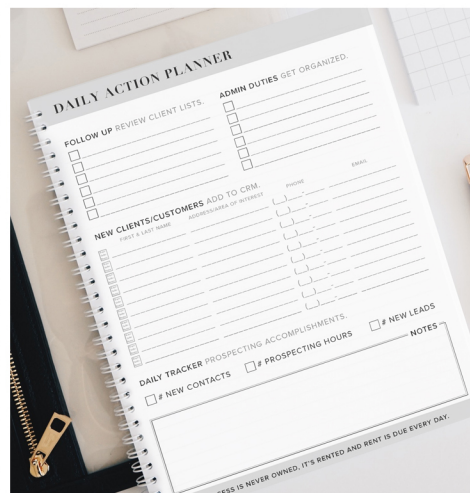 DAILY ACTION PLANNER
FOLLOW UP REVIEW CLIENT LISTS.
ADMIN DUTIES GET ORGANIZED.
NEW CLIENTS/CUSTOMERS ADD TO CRM.
FIRST & LAST NAME ADDRESS/AREA OF INTEREST PHONE EMAIL
DAILY TRACKER PROSPECTING ACCOMPLISHMENTS.
# NEW CONTACTS # PROSPECTING HOURS # NEW LEADS
NOTES
IS NEVER OWNED, IT'S RENTED AND RENT IS DUE EVERY DAY.